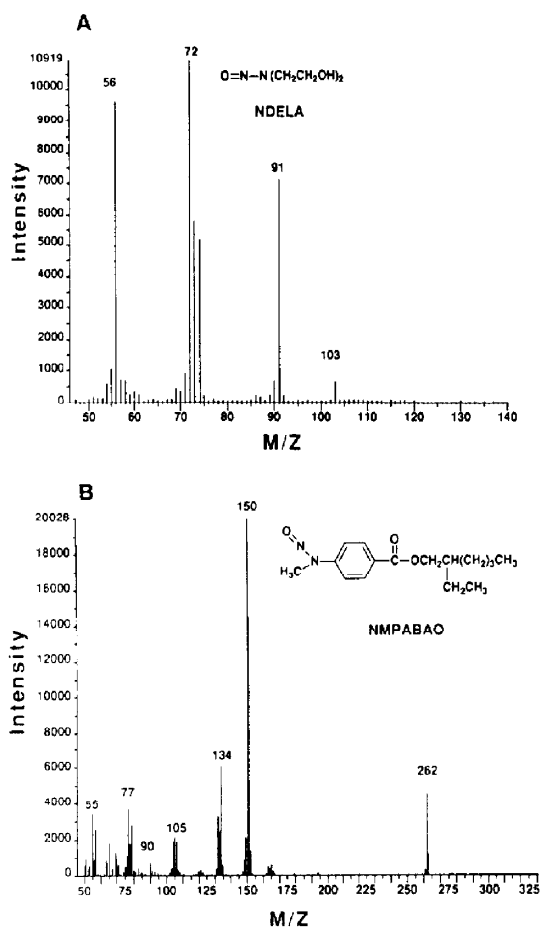 A
10919
10000
9000
8000
7000
6000
5000
4000
3000
2000
1000
0
Intensity
56
72
91
103
O=N–N(CH₂CH₂OH)₂
NDELA
50 60 70 80 90 100 110 120 130 140
M/Z
B
20026
18000
16000
14000
12000
10000
8000
6000
4000
2000
0
Intensity
55
77
90
105
134
150
262
O
N
N
H₃C
O
C–OCH₂CH(CH₂)₃CH₃
CH₂CH₃
NMPABAO
50 75 100 125 150 175 200 225 250 275 300 325
M/Z